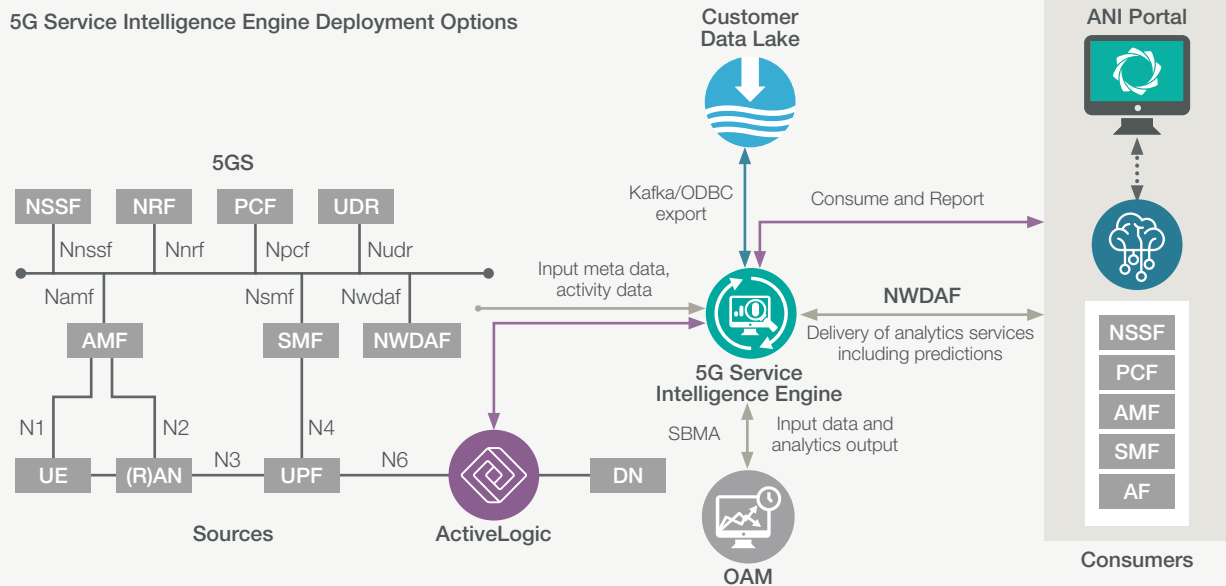 5G Service Intelligence Engine Deployment Options
Customer
Data Lake
ANI Portal
5GS
NSSF
NRF
PCF
UDR
Nnssf
Nnrf
Npcf
Nudr
Namf
Nsmf
Nwdaf
AMF
SMF
NWDAF
N1
N2
N4
UE
N3
(R)AN
UPF
N6
DN
Sources
ActiveLogic
Kafka/ODBC
export
Consume and Report
Input meta data,
activity data
NWDAF
Delivery of analytics services
including predictions
5G Service
Intelligence Engine
SBMA
Input data and
analytics output
OAM
NSSF
PCF
AMF
SMF
AF
Consumers